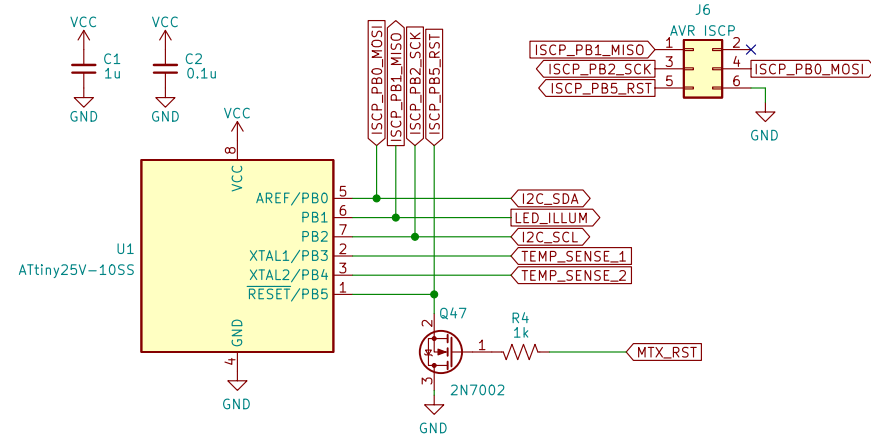 VCC
C1
1u
GND
VCC
C2
0.1u
GND
ISCP_PB0_MOSI
ISCP_PB1_MISO
ISCP_PB2_SCK
ISCP_PB5_RST
J6
AVR ISCP
ISCP_PB1_MISO 1 2
ISCP_PB2_SCK 3 4 ISCP_PB0_MOSI
ISCP_PB5_RST 5 6
GND
VCC
8
VCC
U1
ATtiny25V-10SS
AREF/PB0 5 I2C_SDA
PB1 6 LED_ILLUM
PB2 7 I2C_SCL
XTAL1/PB3 2 TEMP_SENSE_1
XTAL2/PB4 3 TEMP_SENSE_2
RESET/PB5 1
GND
4
GND
Q47
2
1
3
2N7002
GND
R4
1k
MTX_RST